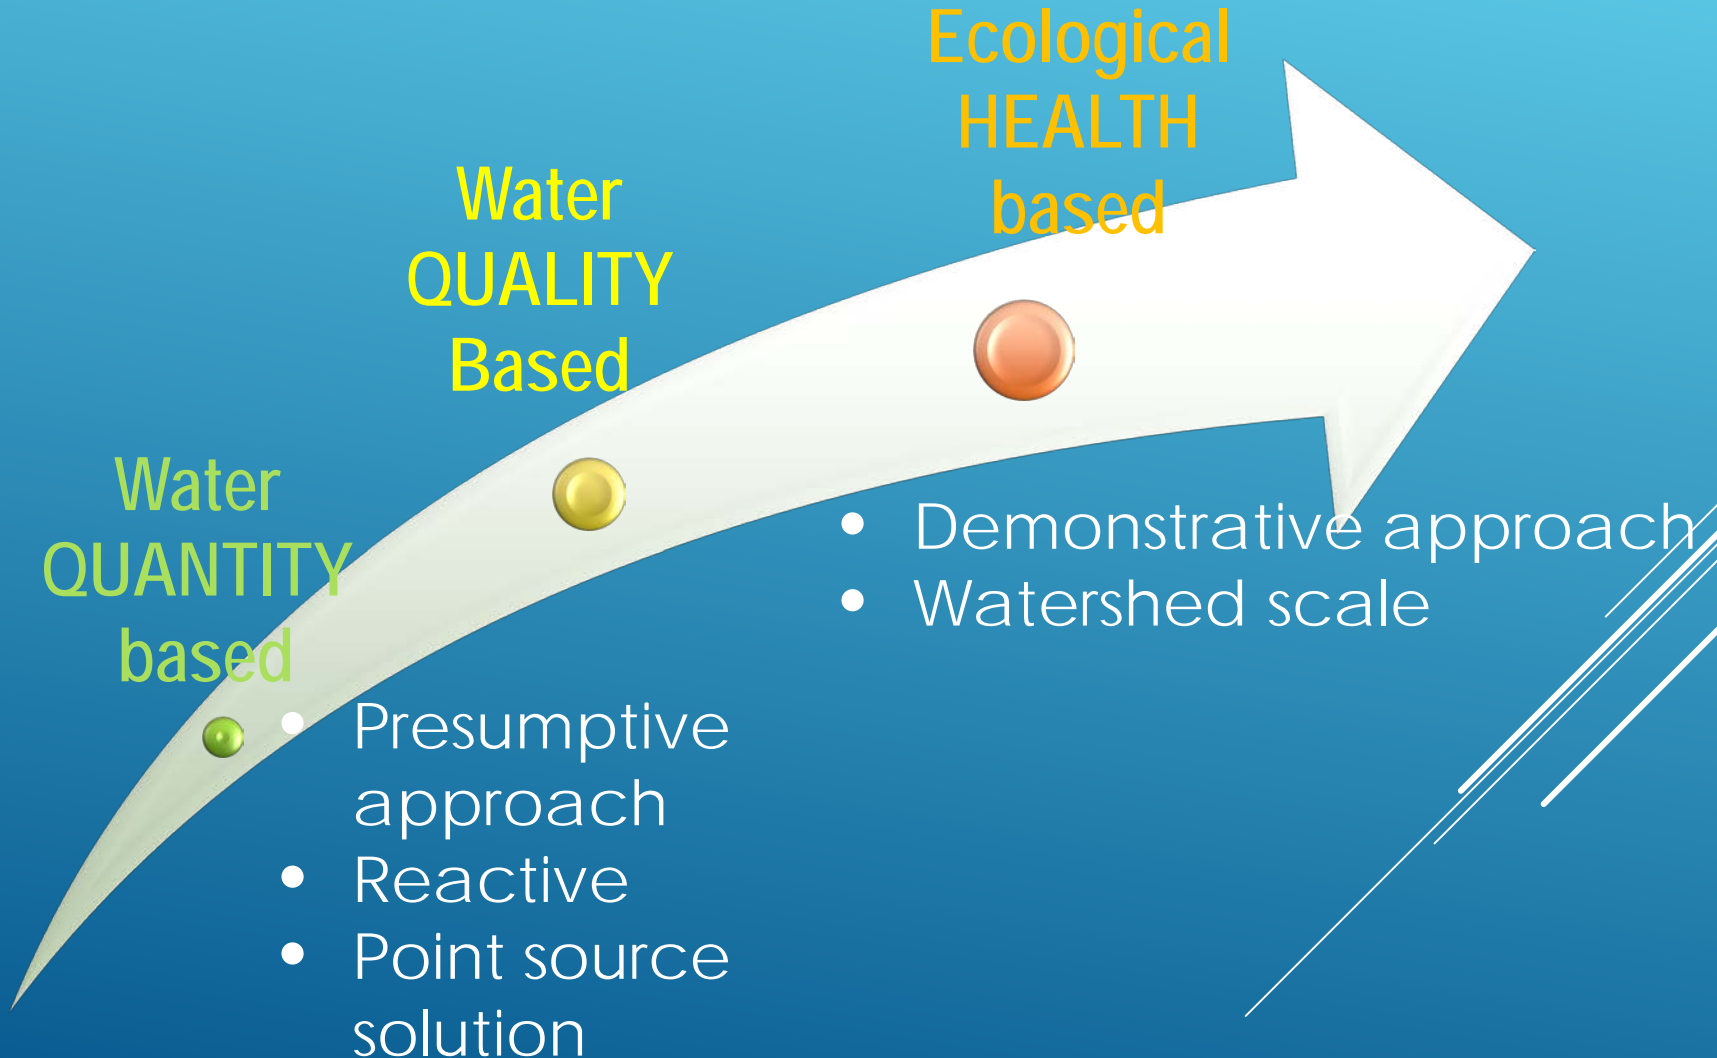 Water
QUANTITY
based
Water
QUALITY
Based
Ecological
HEALTH
based
• Presumptive
approach
• Reactive
• Point source
solution
• Demonstrative approach
• Watershed scale